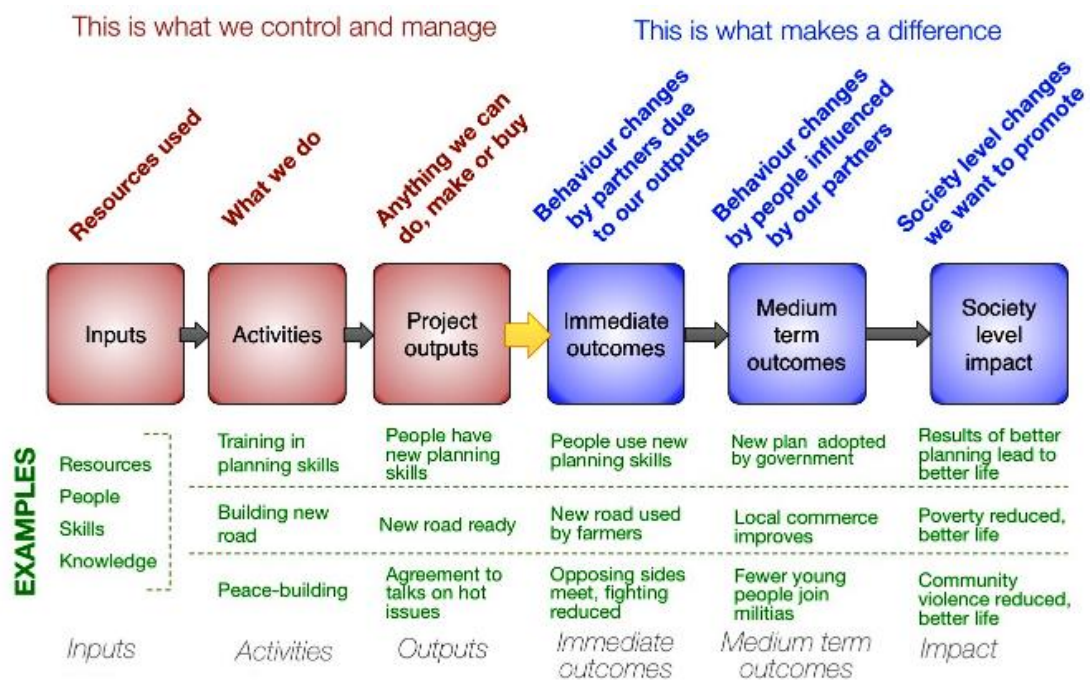 This is what we control and manage
This is what makes a difference
Resources used
What we do
Anything we can
do, make or buy
Behaviour changes
by partners due
to our outputs
Behaviour changes
by people influenced
by our partners
Society level changes
we want to promote
Inputs
Activities
Project
outputs
Immediate
outcomes
Medium
term
outcomes
Society
level
impact
EXAMPLES
Resources
People
Skills
Knowledge
Training in
planning skills
People have
new planning
skills
People use new
planning skills
New plan adopted
by government
Results of better
planning lead to
better life
Building new
road
New road ready
New road used
by farmers
Local commerce
improves
Poverty reduced,
better life
Peace-building
Agreement to
talks on hot
issues
Opposing sides
meet, fighting
reduced
Fewer young
people join
militias
Community
violence reduced,
better life
Inputs
Activities
Outputs
Immediate
outcomes
Medium term
outcomes
Impact